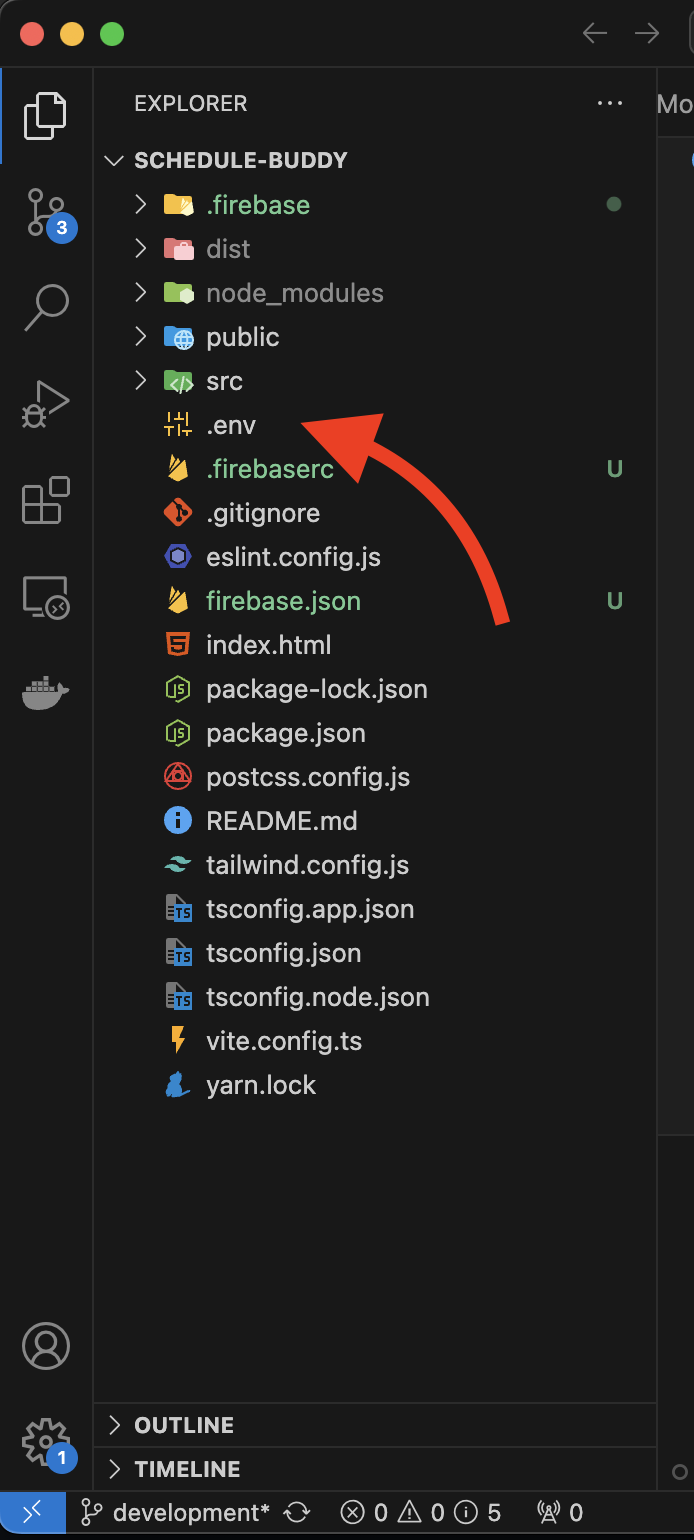 EXPLORER
Mo
SCHEDULE-BUDDY
.firebase
3
dist
node_modules
public
src
.env
.firebaserc U
.gitignore
eslint.config.js
firebase.json U
index.html
package-lock.json
package.json
postcss.config.js
README.md
tailwind.config.js
tsconfig.app.json
tsconfig.json
tsconfig.node.json
vite.config.ts
yarn.lock
OUTLINE
1
TIMELINE
development* 0 0 5 0